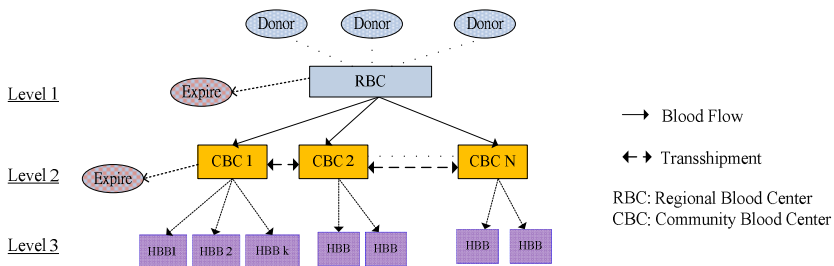 Donor Donor Donor
Level 1 Expire RBC
Blood Flow
Level 2 Expire CBC 1 CBC 2 CBC N
Transshipment
RBC: Regional Blood Center
CBC: Community Blood Center
Level 3 HBB1 HBB 2 HBB k HBB HBB HBB HBB